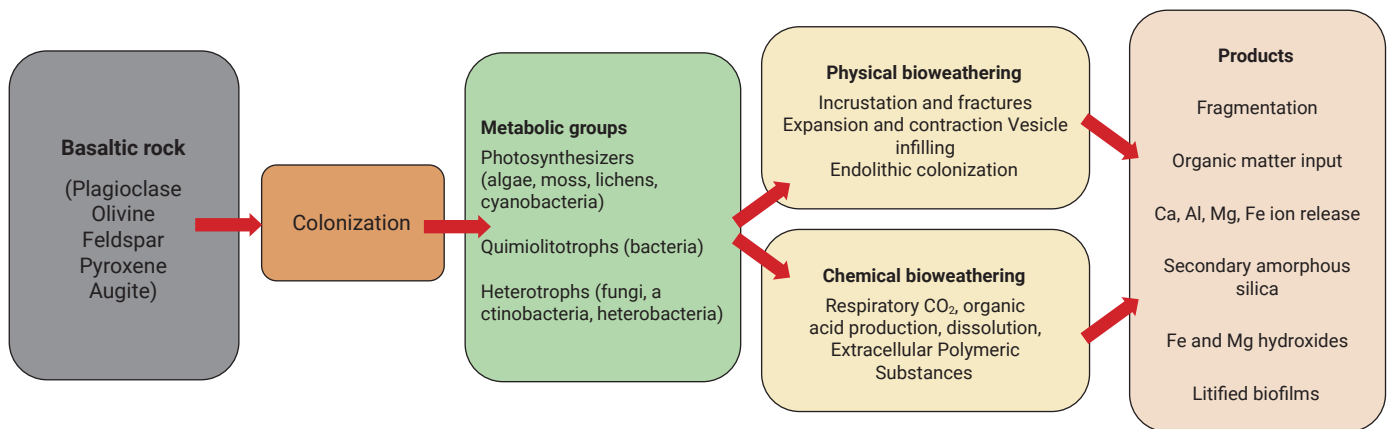 Basaltic rock
(Plagioclase
Olivine
Feldspar
Pyroxene
Augite)
Colonization
Metabolic groups
Photosynthesizers
(algae, moss, lichens,
cyanobacteria)
Quimiolitotrophs (bacteria)
Heterotrophs (fungi, a
ctinobacteria, heterobacteria)
Physical bioweathering
Incrustation and fractures
Expansion and contraction Vesicle
infilling
Endolithic colonization
Chemical bioweathering
Respiratory CO₂, organic
acid production, dissolution,
Extracellular Polymeric
Substances
Products
Fragmentation
Organic matter input
Ca, Al, Mg, Fe ion release
Secondary amorphous
silica
Fe and Mg hydroxides
Litified biofilms